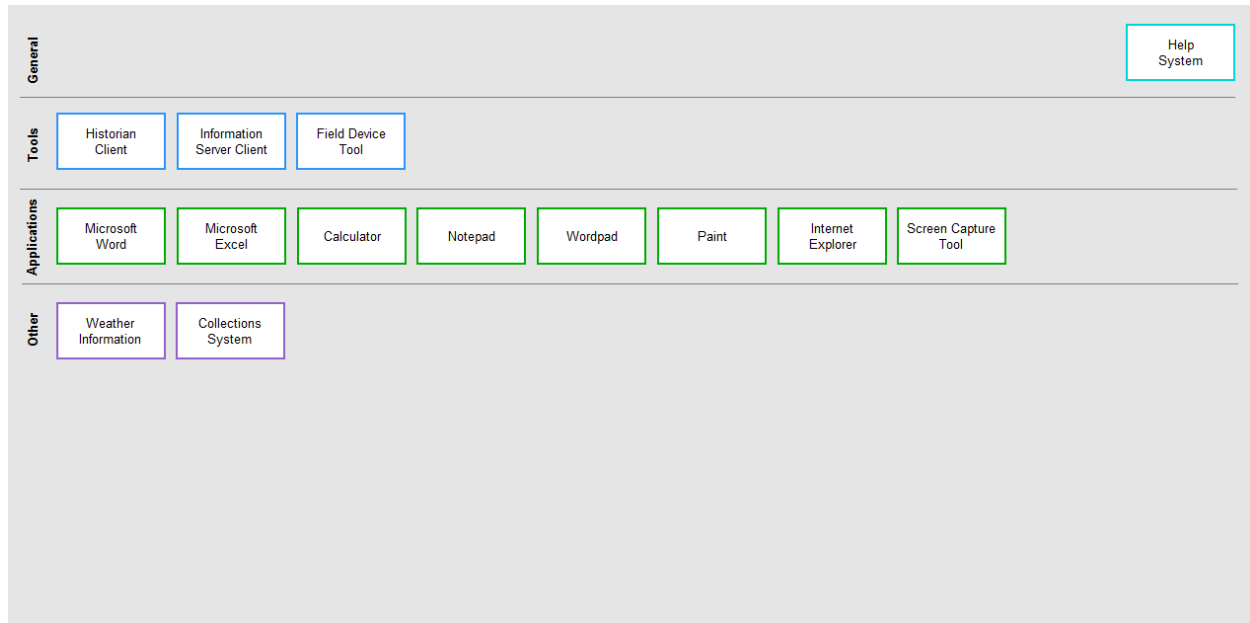 General
Help
System
Tools
Historian
Client
Information
Server Client
Field Device
Tool
Applications
Microsoft
Word
Microsoft
Excel
Calculator
Notepad
Wordpad
Paint
Internet
Explorer
Screen Capture
Tool
Other
Weather
Information
Collections
System